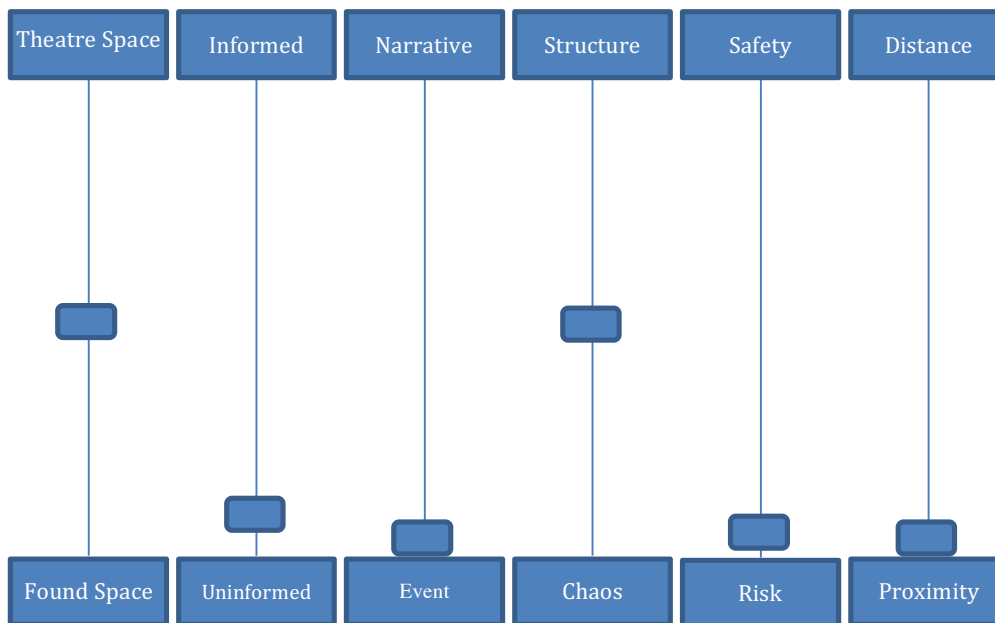 Theatre Space
Informed
Narrative
Structure
Safety
Distance
Found Space
Uninformed
Event
Chaos
Risk
Proximity